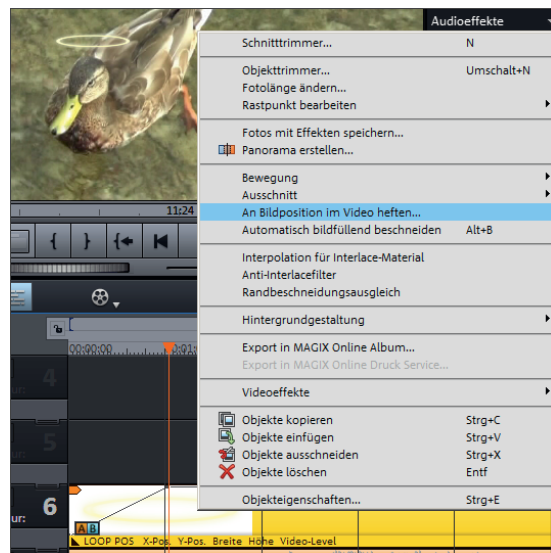 Audioeffekte
Schnitttrimmer... N
Objekttrimmer... Umschalt+N
Fotolänge ändern...
Rastpunkt bearbeiten
Fotos mit Effekten speichern...
Panorama erstellen...
Bewegung
Ausschnitt
11:24
An Bildposition im Video heften...
Automatisch bildfüllend beschneiden Alt+B
Interpolation für Interlace-Material
Anti-Interlacefilter
Randbeschneidungsausgleich
Hintergrundgestaltung
Export in MAGIX Online Album...
00:00:00
Export in MAGIX Online Druck Service...
4
Videoeffekte
Objekte kopieren Strg+C
Objekte einfügen Strg+V
5
Objekte ausschneiden Strg+X
Objekte löschen Entf
Objekteigenschaften... Strg+E
ur: 6
A B
LOOP POS X-Pos. Y-Pos. Breite Höhe Video-Level